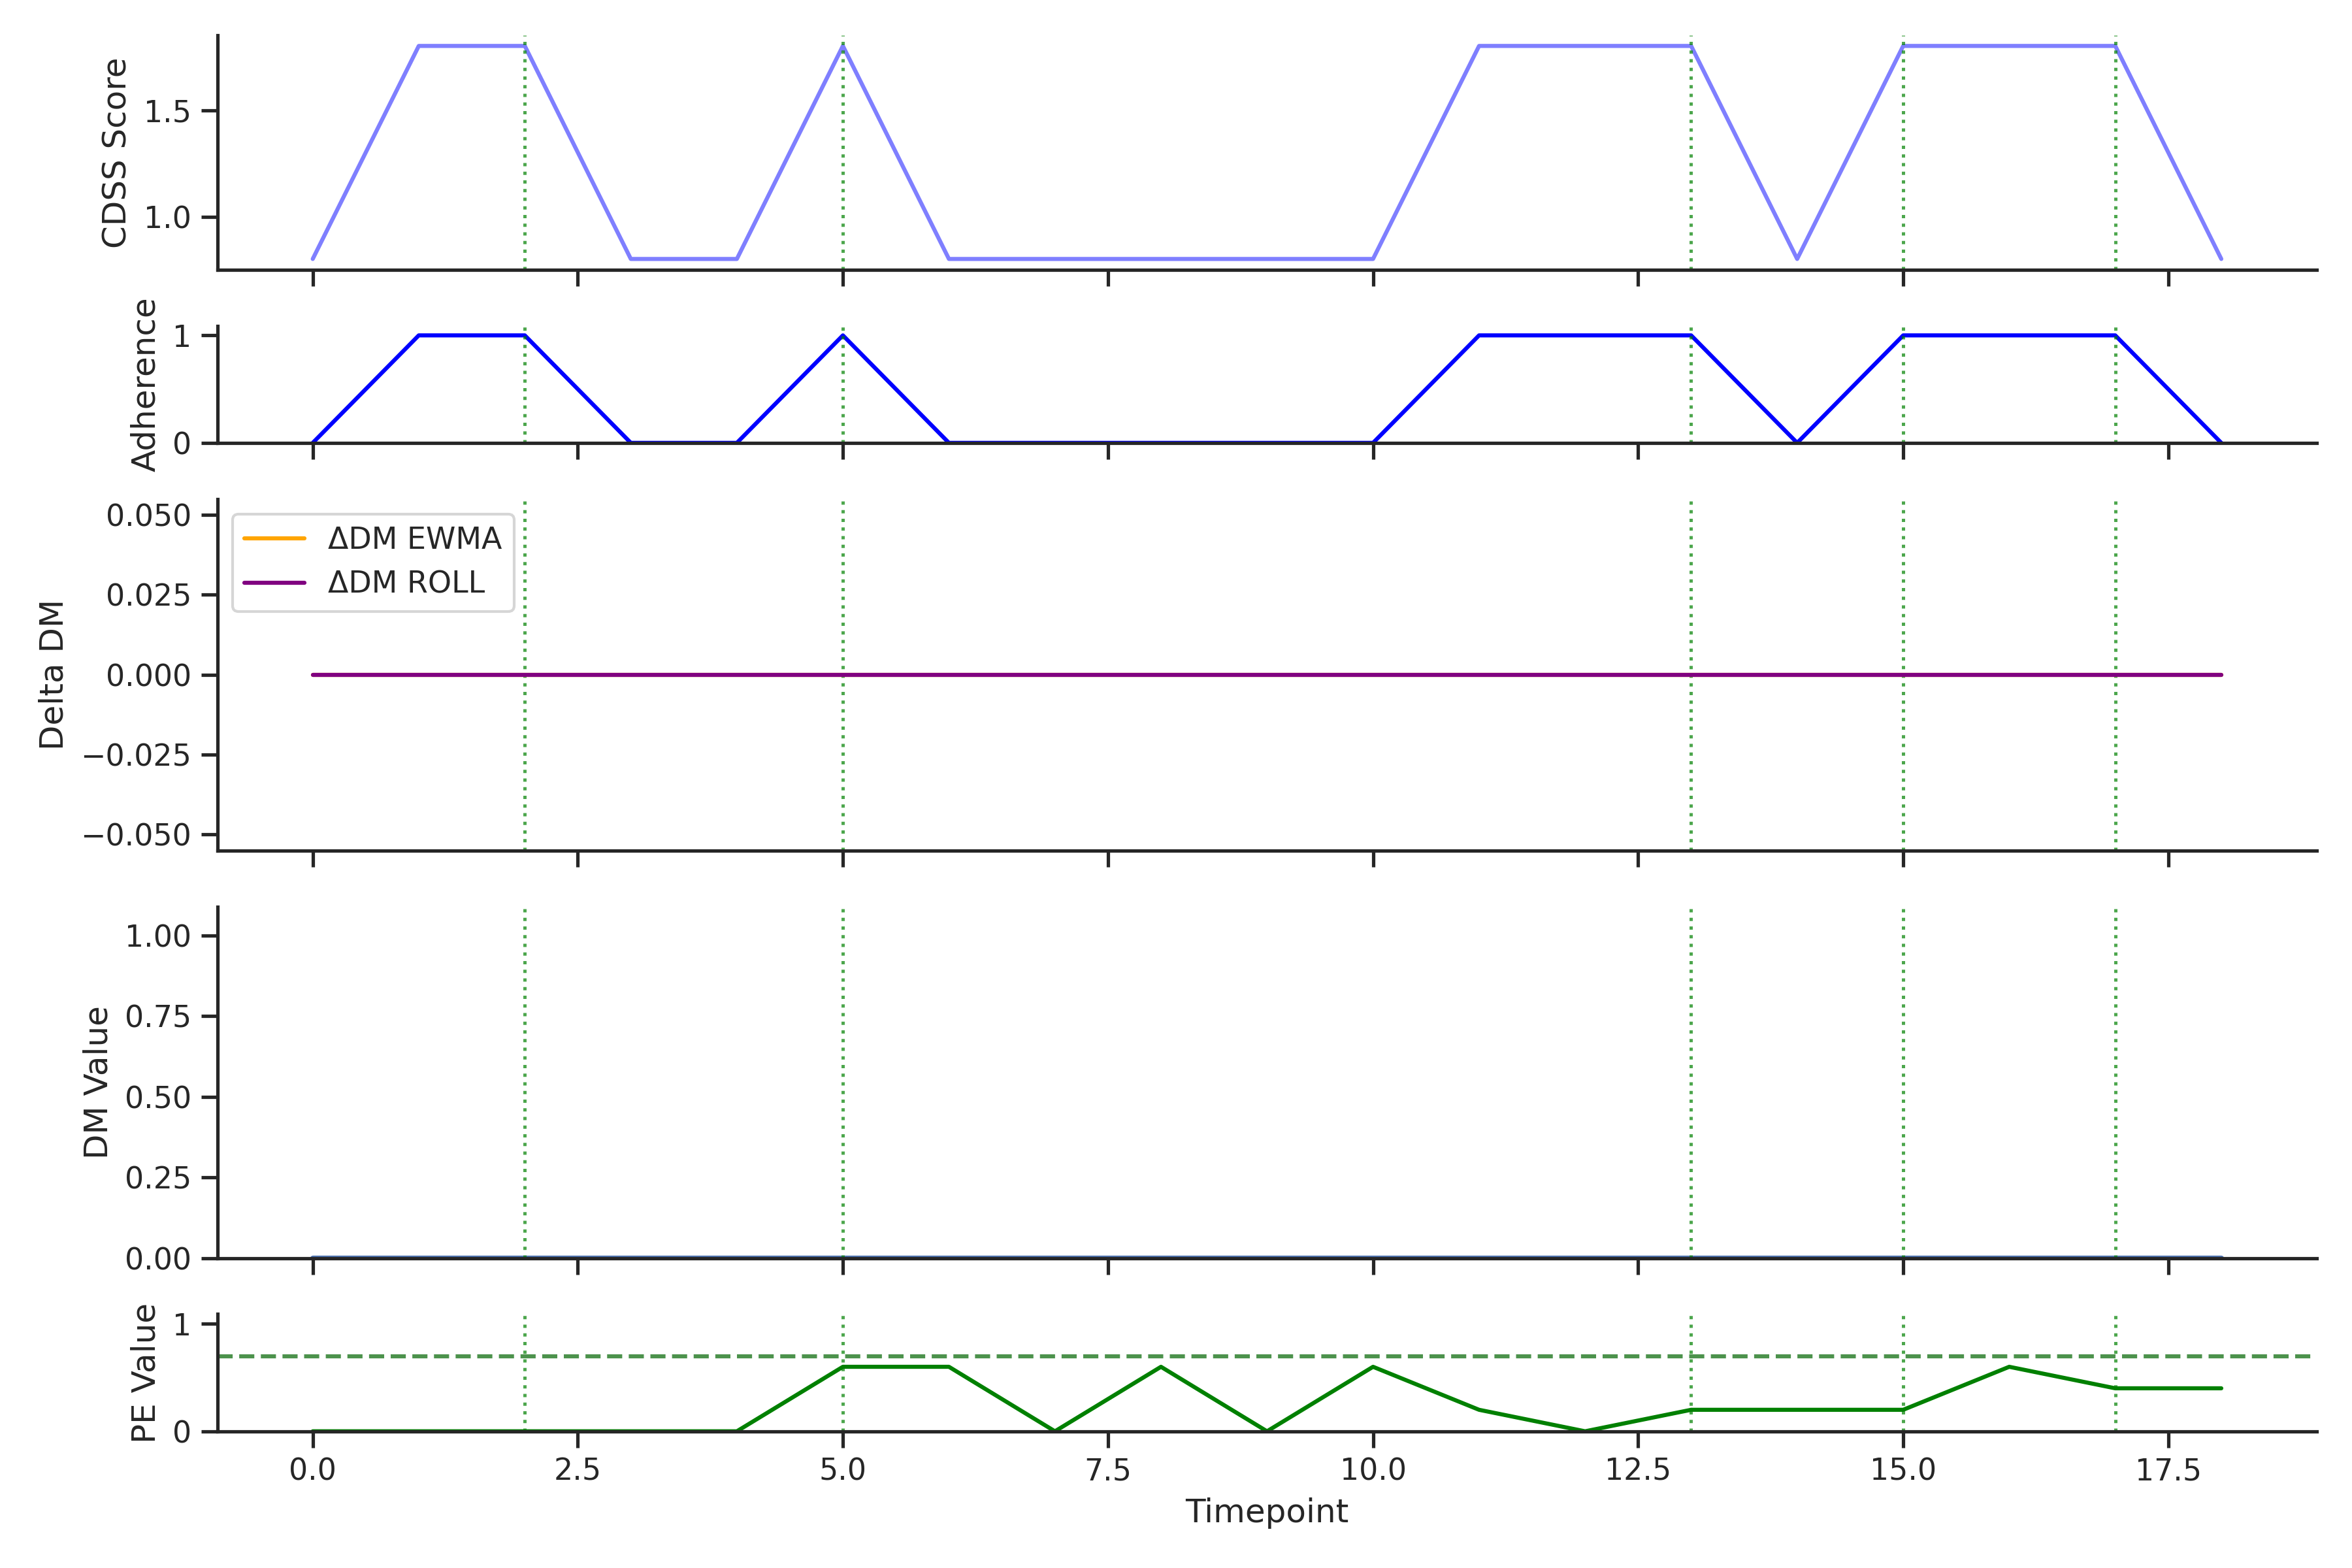 CDSS Score
1.5
1.0
Adherence
1
0
Delta DM
0.050
0.025
0.000
−0.025
−0.050
ΔDM EWMA
ΔDM ROLL
DM Value
1.00
0.75
0.50
0.25
0.00
PE Value
1
0
0.0 2.5 5.0 7.5 10.0 12.5 15.0 17.5
Timepoint